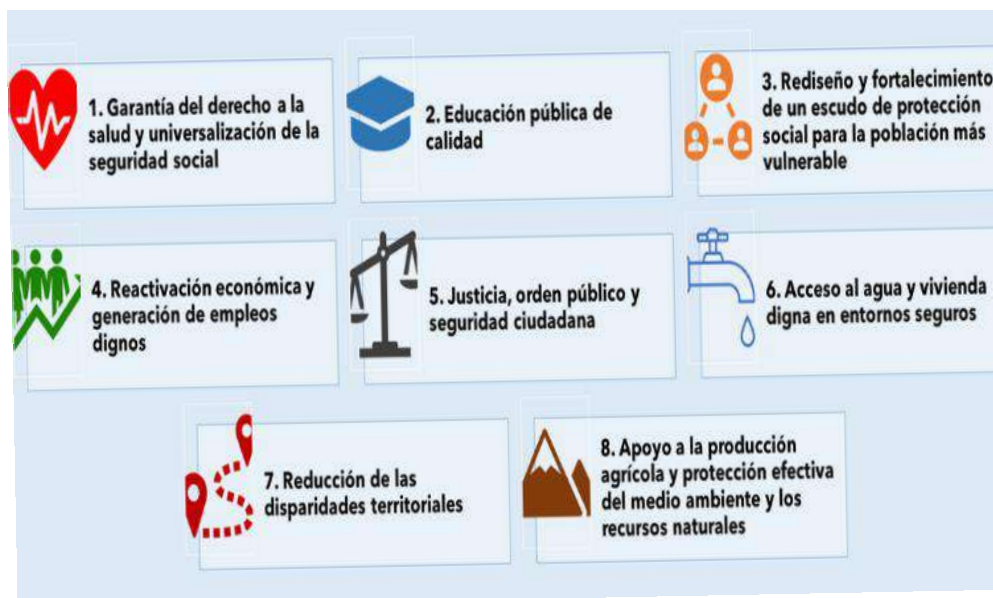 1. Garantía del derecho a la
salud y universalización de la
seguridad social
2. Educación pública de
calidad
3. Rediseño y fortalecimiento
de un escudo de protección
social para la población más
vulnerable
4. Reactivación económica y
generación de empleos
dignos
5. Justicia, orden público y
seguridad ciudadana
6. Acceso al agua y vivienda
digna en entornos seguros
7. Reducción de las
disparidades territoriales
8. Apoyo a la producción
agrícola y protección efectiva
del medio ambiente y los
recursos naturales